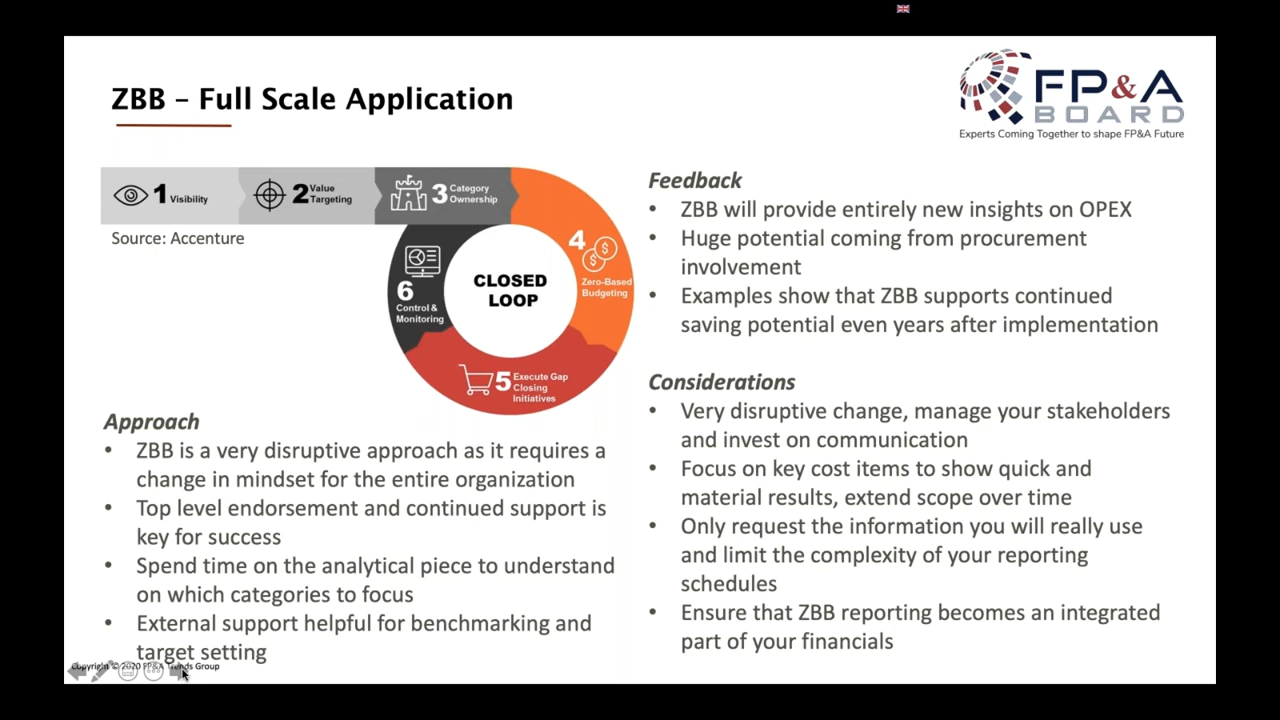 ZBB – Full Scale Application
FP&A
BOARD
Experts Coming Together to shape FP&A Future
1 Visibility
2 Value
Targeting
3 Category
Ownership
4
Zero-Based
Budgeting
5 Execute Gap
Closing
Initiatives
6
Control &
Monitoring
CLOSED
LOOP
Source: Accenture
Approach
• ZBB is a very disruptive approach as it requires a
change in mindset for the entire organization
• Top level endorsement and continued support is
key for success
• Spend time on the analytical piece to understand
on which categories to focus
• External support helpful for benchmarking and
target setting
Feedback
• ZBB will provide entirely new insights on OPEX
• Huge potential coming from procurement
involvement
• Examples show that ZBB supports continued
saving potential even years after implementation
Considerations
• Very disruptive change, manage your stakeholders
and invest on communication
• Focus on key cost items to show quick and
material results, extend scope over time
• Only request the information you will really use
and limit the complexity of your reporting
schedules
• Ensure that ZBB reporting becomes an integrated
part of your financials
Copyright © 2020 FP&A Trends Group